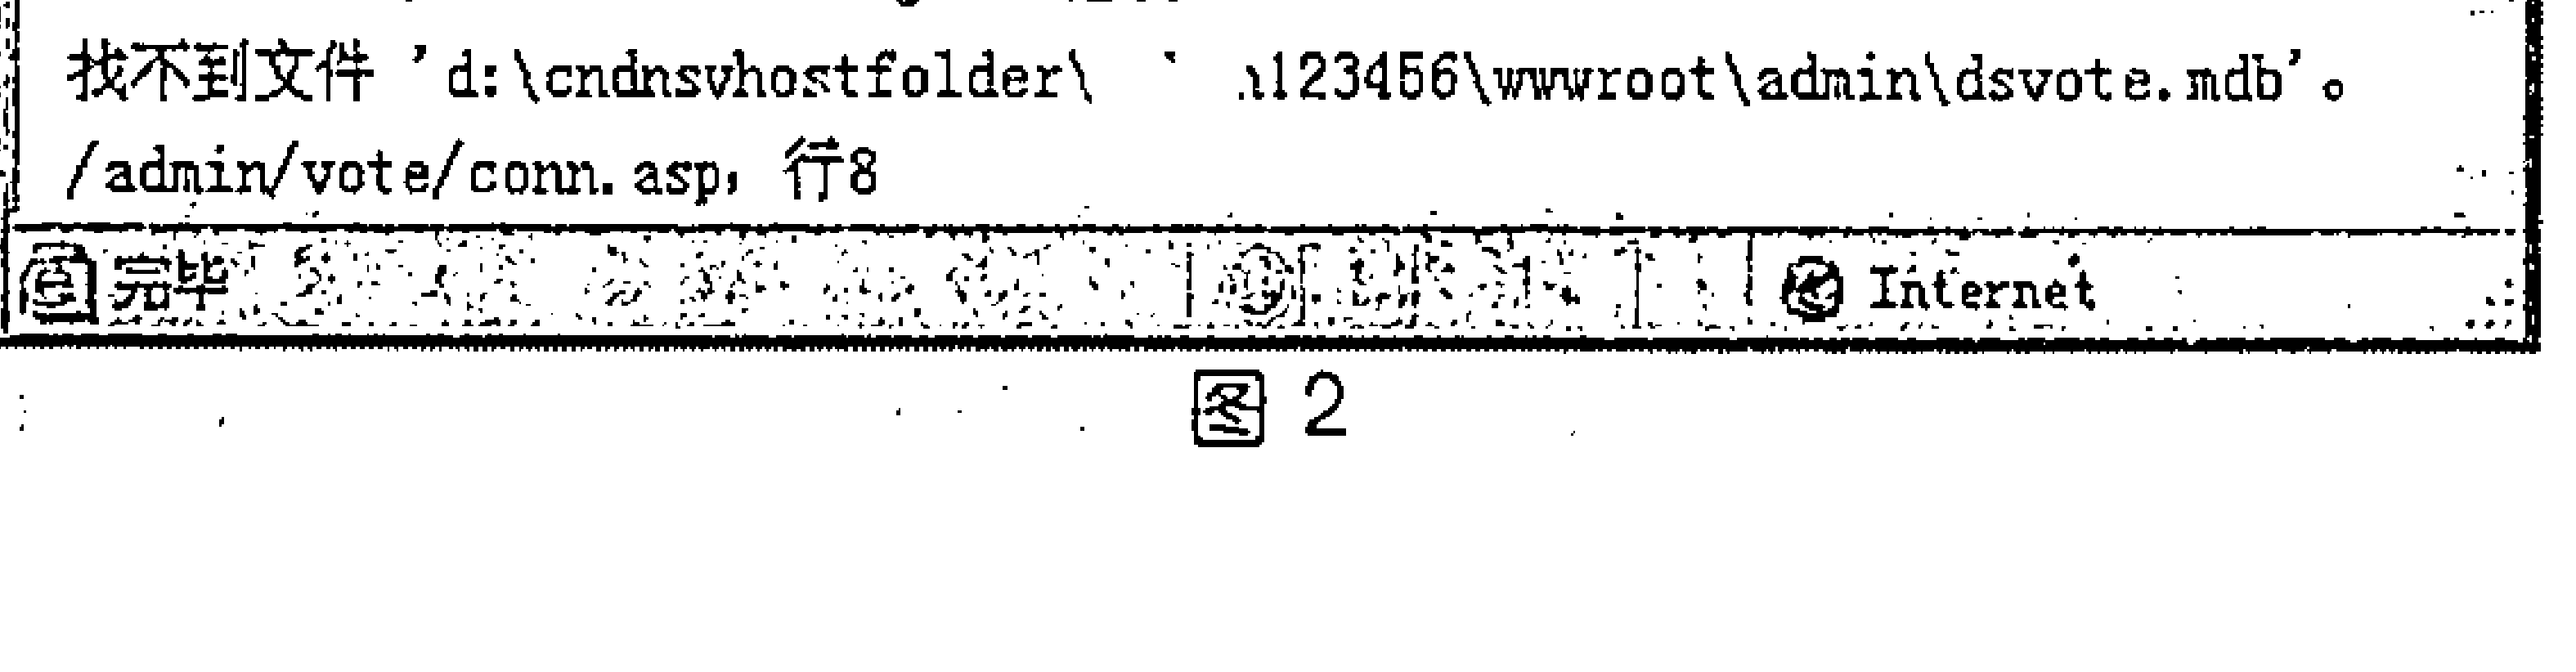 找不到文件 'd:\cndnsvhostfolder\ 123456\wwwroot\admin\dsvote.mdb'。
/admin/vote/conn.asp，行8
完毕 Internet
图 2